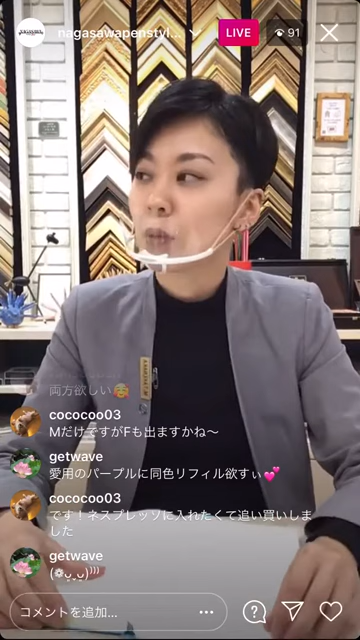 nagasawapenstyl...
LIVE
91
両方欲しい🥰
cococoo03
MだけですがFも出ますかね〜
getwave
愛用のパープルに同色リフィル欲すぃ💕
cococoo03
です！ネスプレッソに入れたくて追い買いしま
した
getwave
(❁ᴗ͈ˬᴗ͈)⁾⁾⁾
コメントを追加...